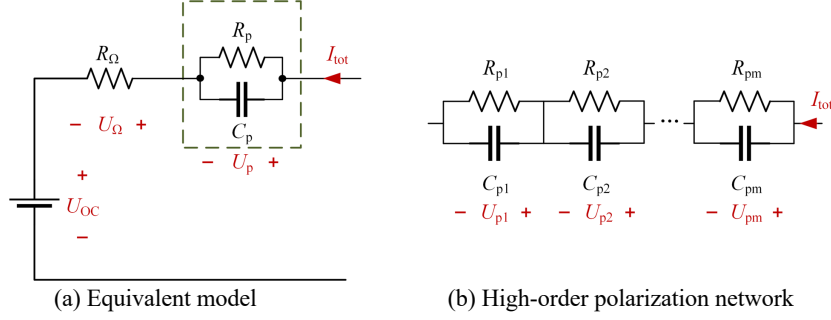 R_Ω
R_p
I_tot
C_p
− U_Ω +
− U_p +
+
U_OC
−
(a) Equivalent model
R_p1
R_p2
...
R_pm
I_tot
C_p1
C_p2
C_pm
− U_p1 +
− U_p2 +
− U_pm +
(b) High-order polarization network